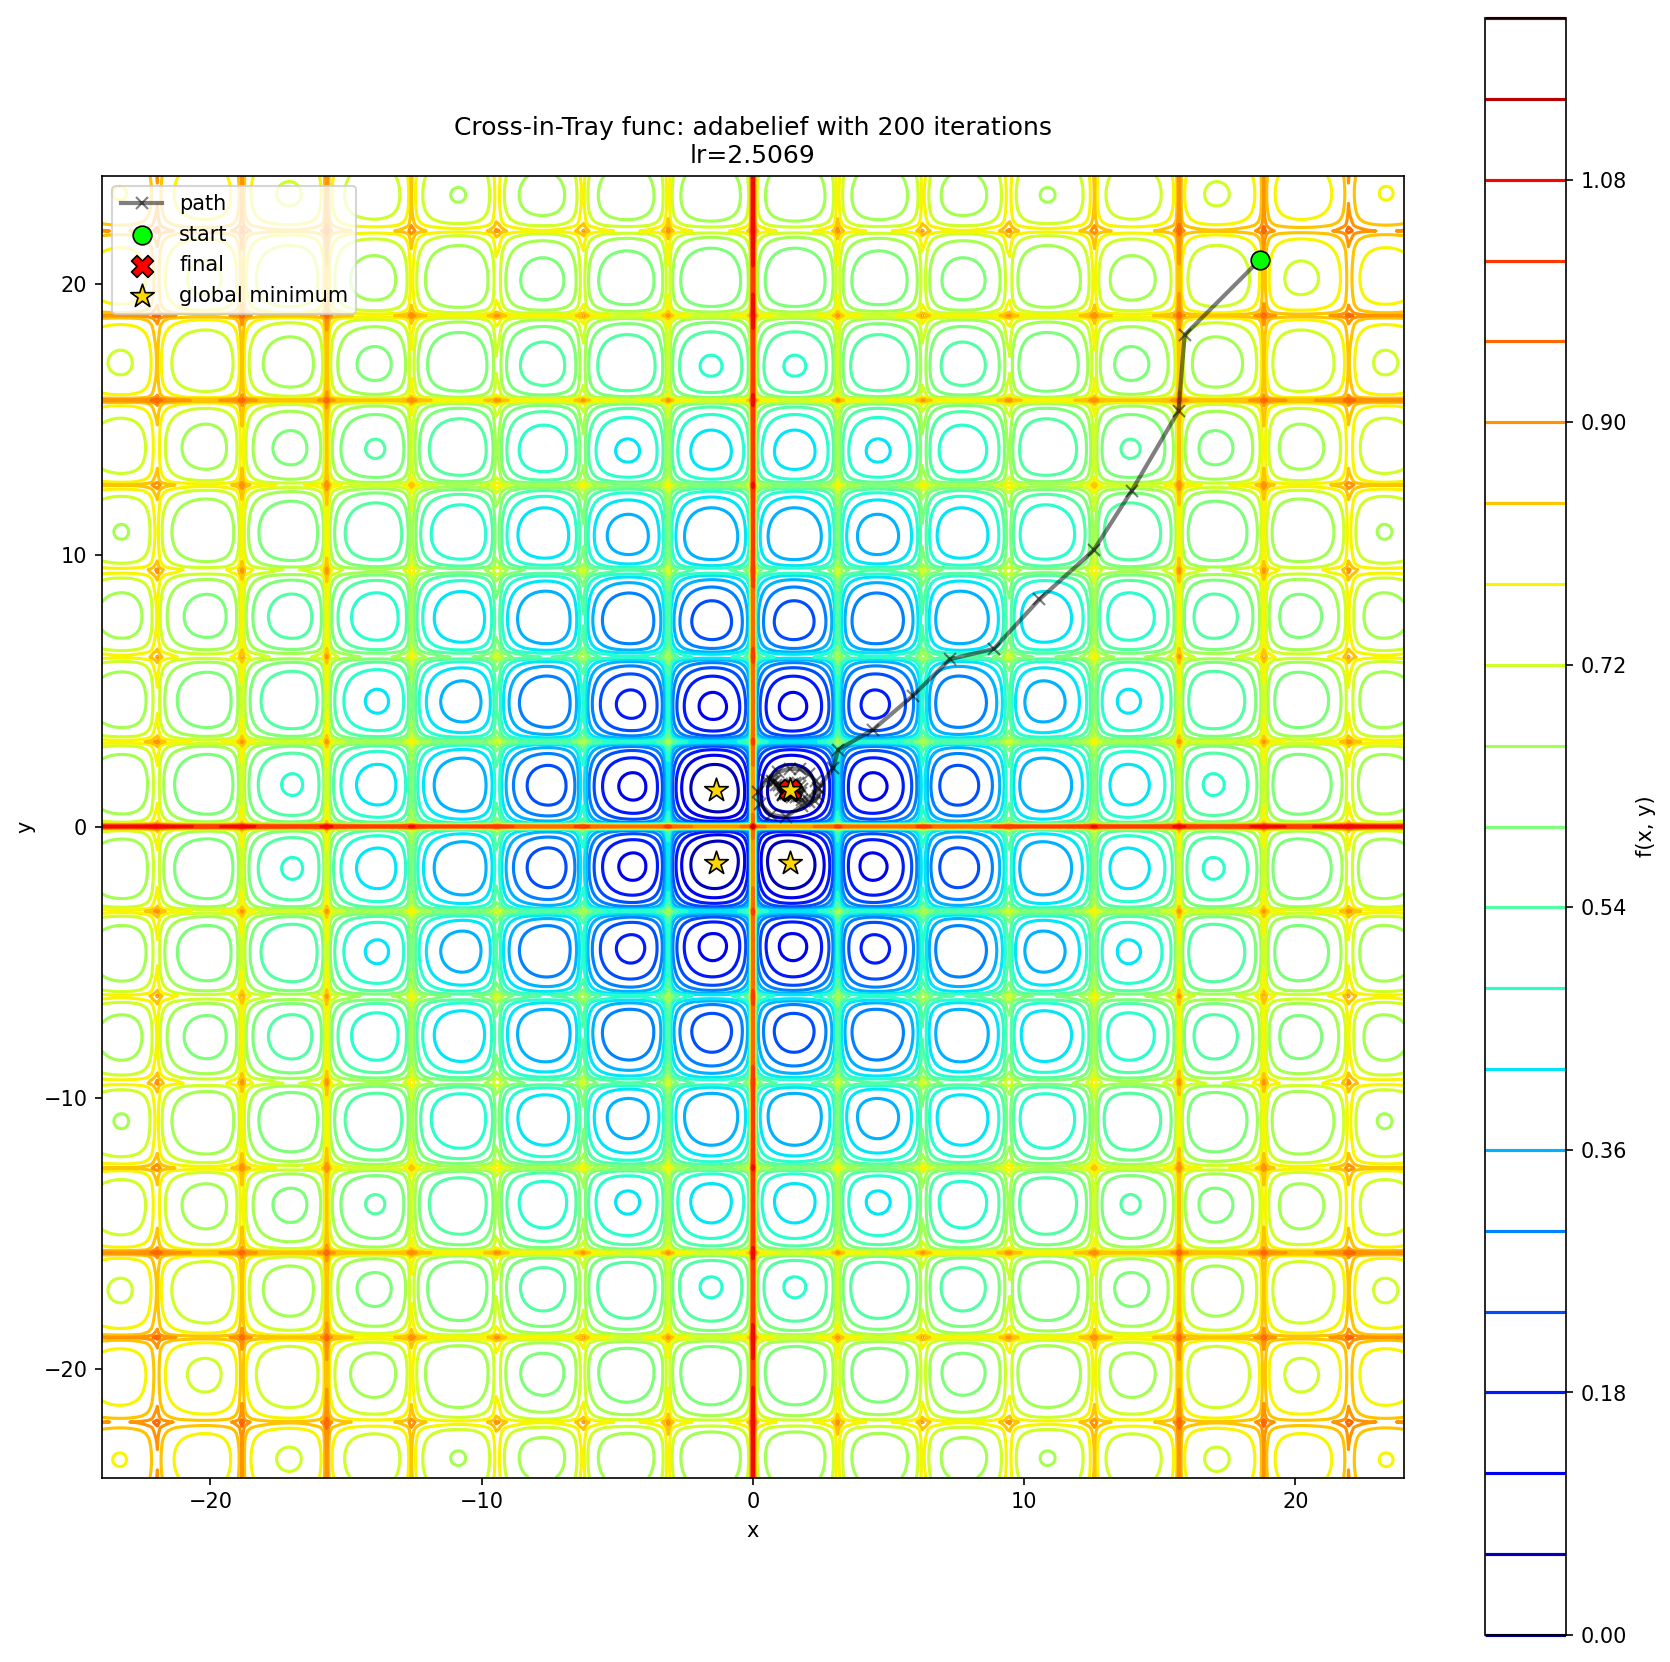 Cross-in-Tray func: adabelief with 200 iterations
lr=2.5069
path
start
final
global minimum
20
10
0
−10
−20
y
−20
−10
0
10
20
x
1.08
0.90
0.72
0.54
0.36
0.18
0.00
f(x, y)